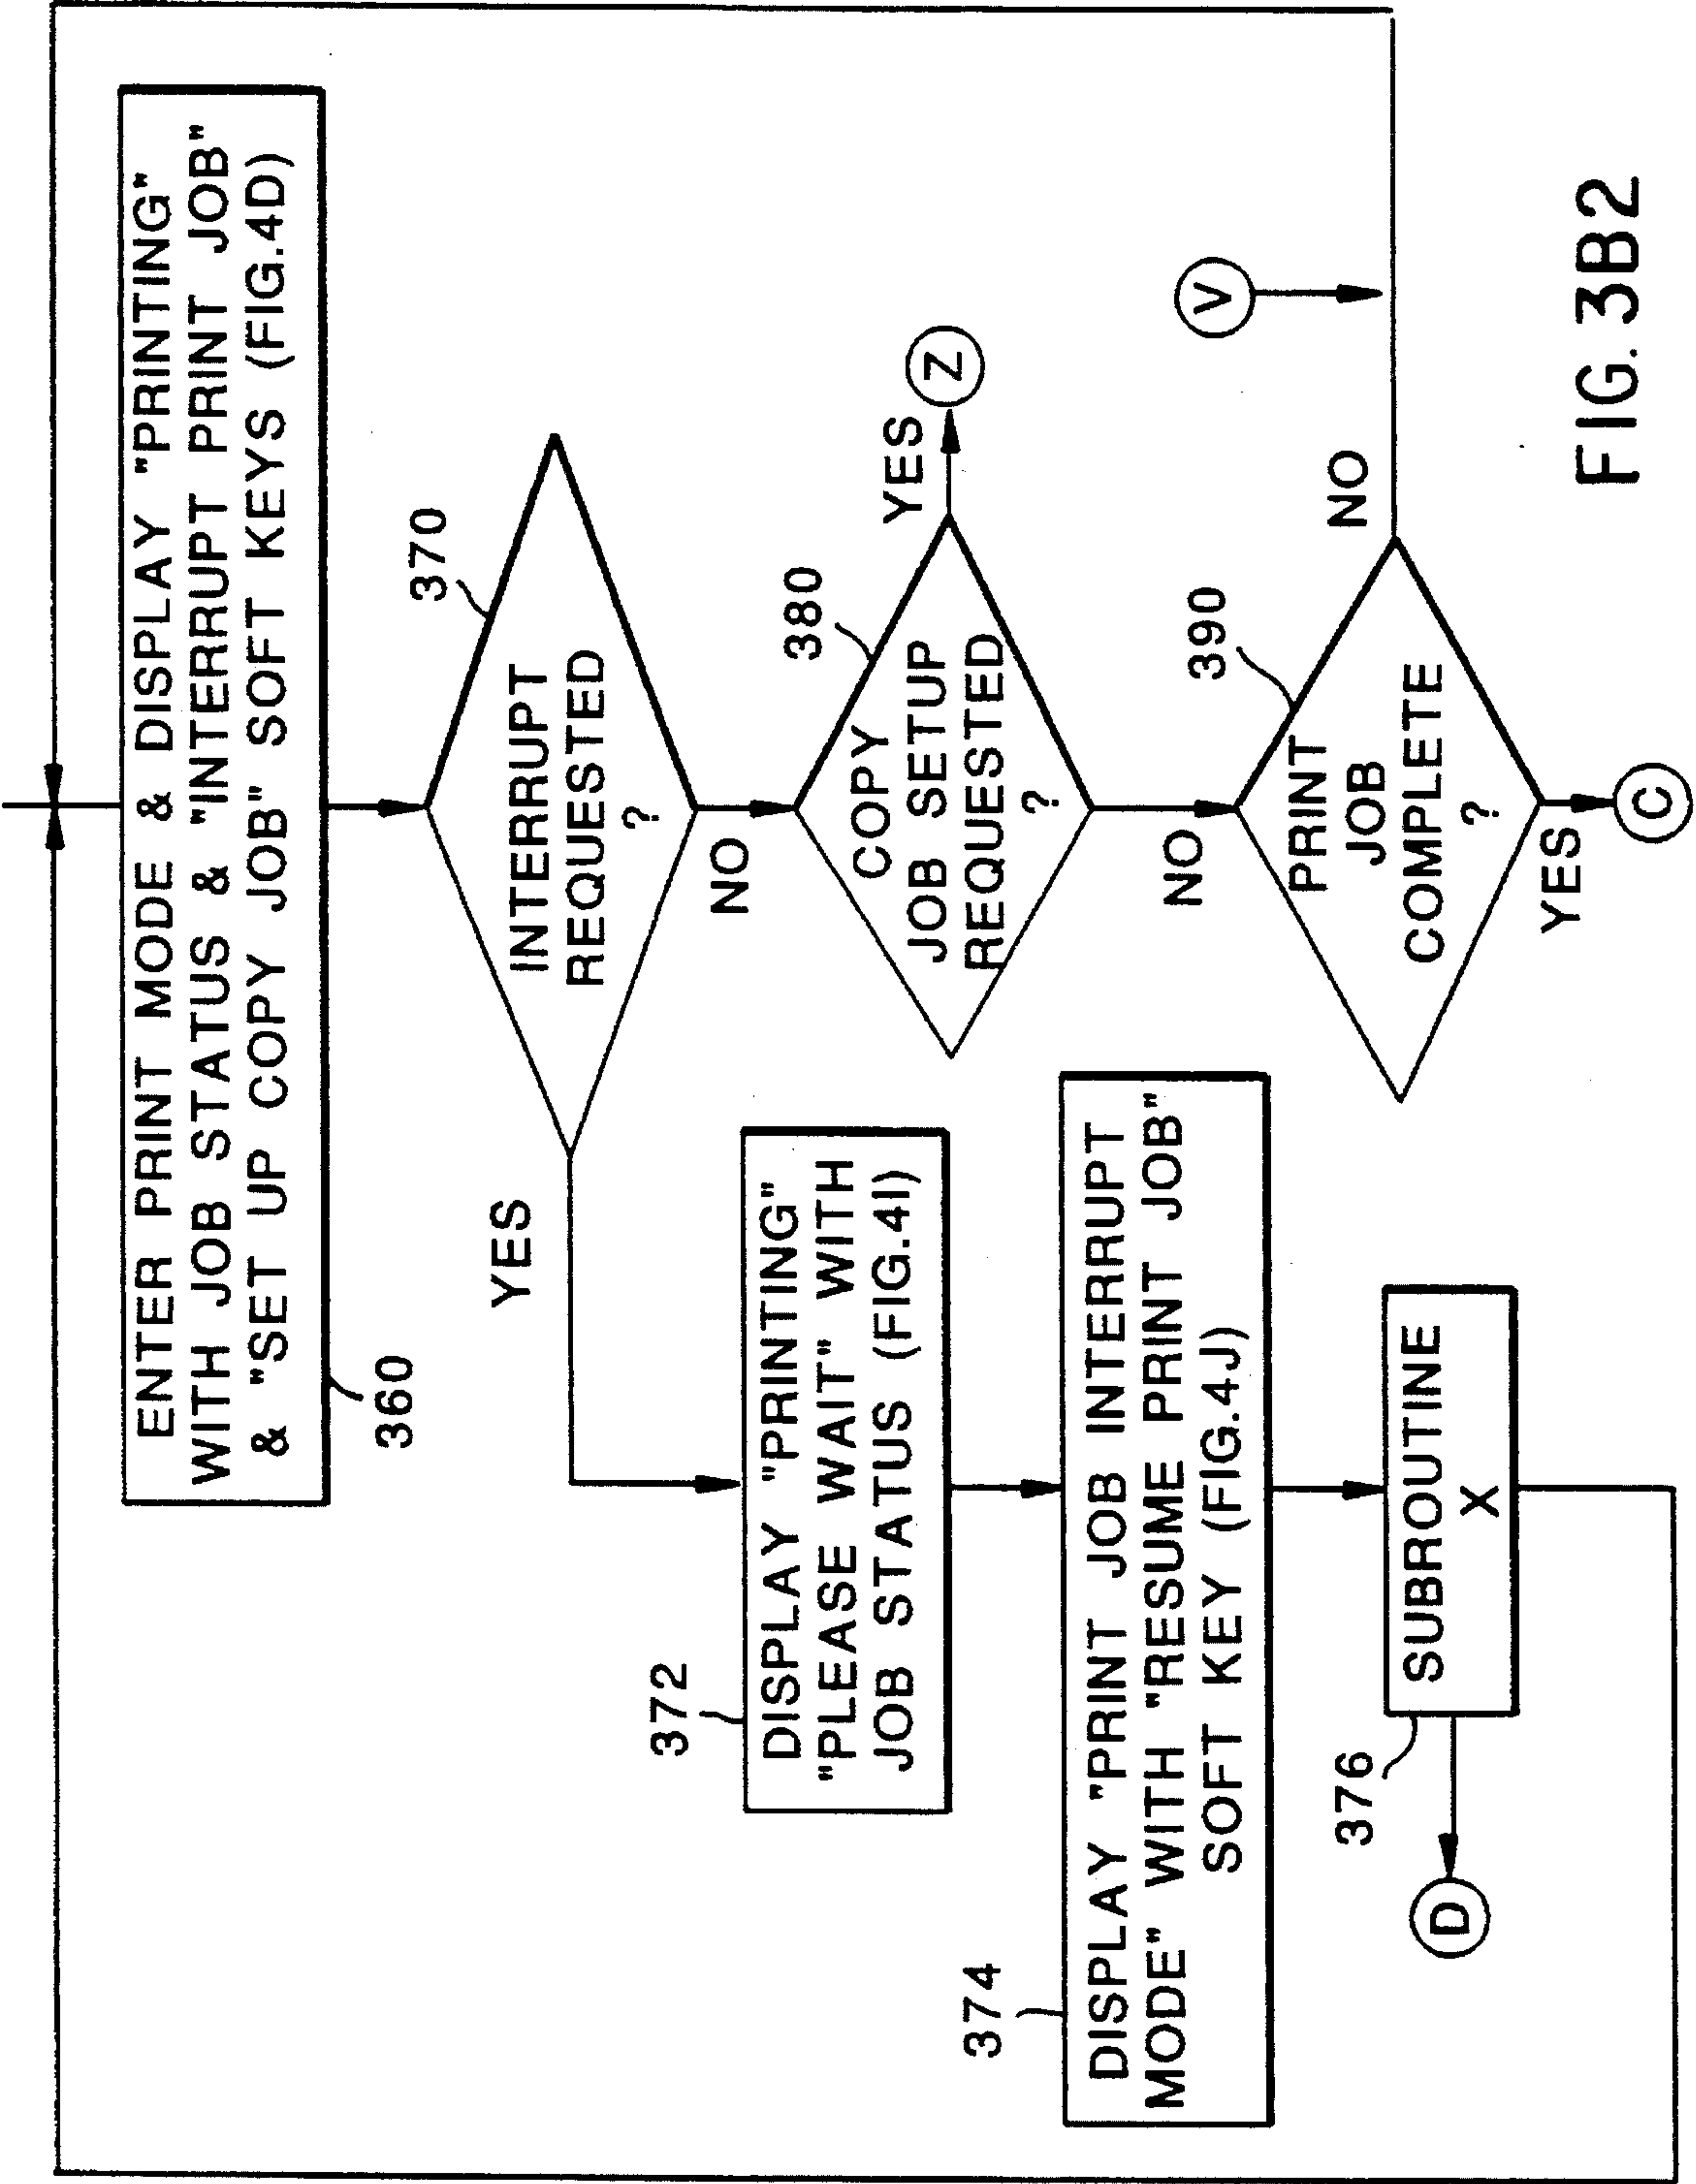 ENTER PRINT MODE & DISPLAY "PRINTING"
WITH JOB STATUS & "INTERRUPT PRINT JOB"
& "SET UP COPY JOB" SOFT KEYS (FIG.4D)
360
370
INTERRUPT
REQUESTED
?
YES
NO
372
DISPLAY "PRINTING"
"PLEASE WAIT" WITH
JOB STATUS (FIG.4I)
380
COPY
JOB SETUP
REQUESTED
?
YES
Z
NO
374
DISPLAY "PRINT JOB INTERRUPT
MODE" WITH "RESUME PRINT JOB"
SOFT KEY (FIG.4J)
V
390
PRINT
JOB
COMPLETE
?
NO
YES
C
376
SUBROUTINE
X
D
FIG. 3B2